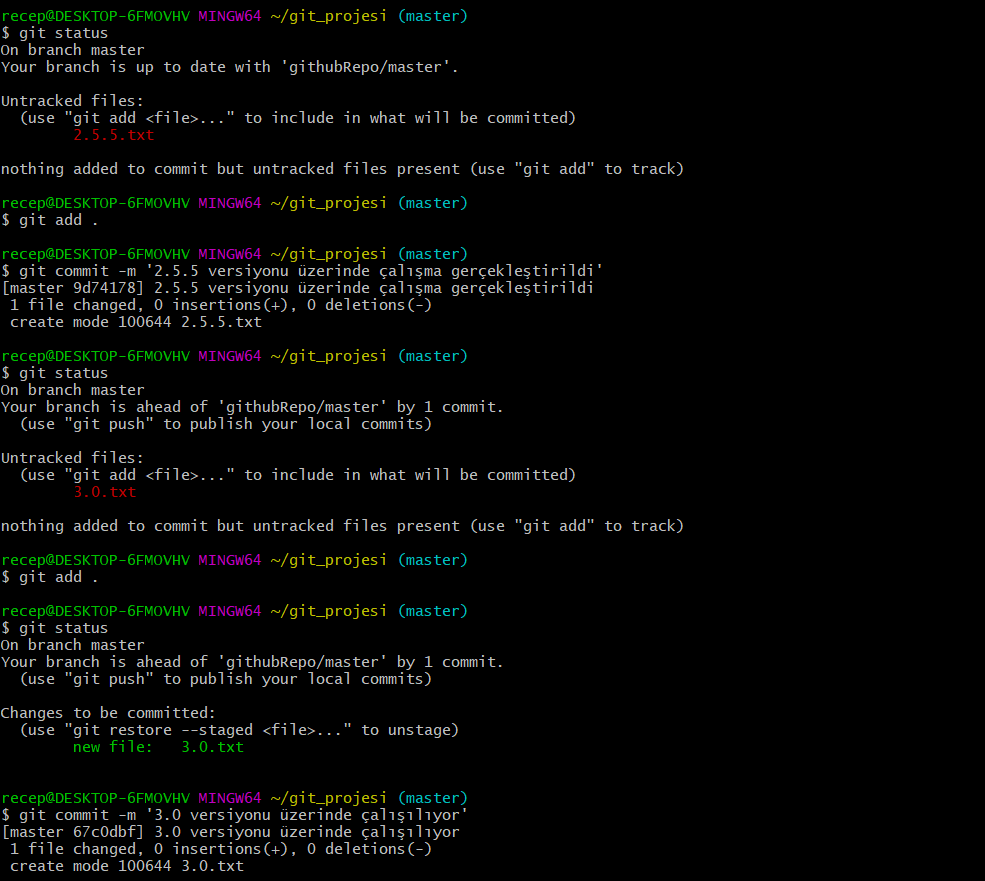 recep@DESKTOP-6FMOVHV MINGW64 ~/git_projesi (master)
$ git status
On branch master
Your branch is up to date with 'githubRepo/master'.
Untracked files:
  (use "git add <file>..." to include in what will be committed)
        2.5.5.txt
nothing added to commit but untracked files present (use "git add" to track)
recep@DESKTOP-6FMOVHV MINGW64 ~/git_projesi (master)
$ git add .
recep@DESKTOP-6FMOVHV MINGW64 ~/git_projesi (master)
$ git commit -m '2.5.5 versiyonu üzerinde çalışma gerçekleştirildi'
[master 9d74178] 2.5.5 versiyonu üzerinde çalışma gerçekleştirildi
 1 file changed, 0 insertions(+), 0 deletions(-)
 create mode 100644 2.5.5.txt
recep@DESKTOP-6FMOVHV MINGW64 ~/git_projesi (master)
$ git status
On branch master
Your branch is ahead of 'githubRepo/master' by 1 commit.
  (use "git push" to publish your local commits)
Untracked files:
  (use "git add <file>..." to include in what will be committed)
        3.0.txt
nothing added to commit but untracked files present (use "git add" to track)
recep@DESKTOP-6FMOVHV MINGW64 ~/git_projesi (master)
$ git add .
recep@DESKTOP-6FMOVHV MINGW64 ~/git_projesi (master)
$ git status
On branch master
Your branch is ahead of 'githubRepo/master' by 1 commit.
  (use "git push" to publish your local commits)
Changes to be committed:
  (use "git restore --staged <file>..." to unstage)
        new file:   3.0.txt
recep@DESKTOP-6FMOVHV MINGW64 ~/git_projesi (master)
$ git commit -m '3.0 versiyonu üzerinde çalışılıyor'
[master 67c0dbf] 3.0 versiyonu üzerinde çalışılıyor
 1 file changed, 0 insertions(+), 0 deletions(-)
 create mode 100644 3.0.txt